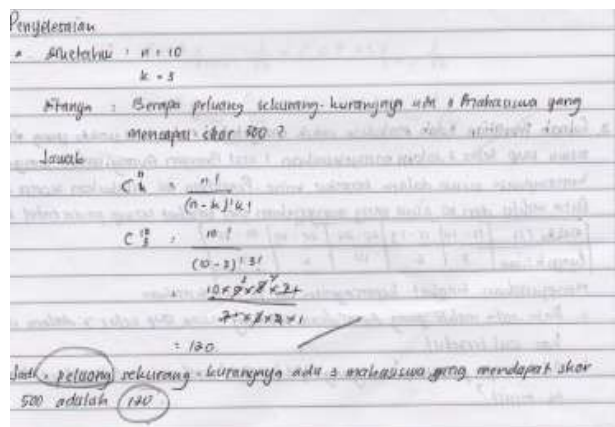 Penyelesaian
Diketahui : n = 10
k = 3
Ditanya : Berapa peluang sekurang-kurangnya ada 3 Mahasiswa yang
mencapai skor 500 ?
Jawab
C n k = n!
(n - k)! k!
C 10 3 = 10!
(10 - 3)! 3!
10 × 9 × 8 × 7!
7! × 3 × 2 × 1
= 120
Jadi, peluang sekurang-kurangnya ada 3 mahasiswa yang mendapat skor
500 adalah 120